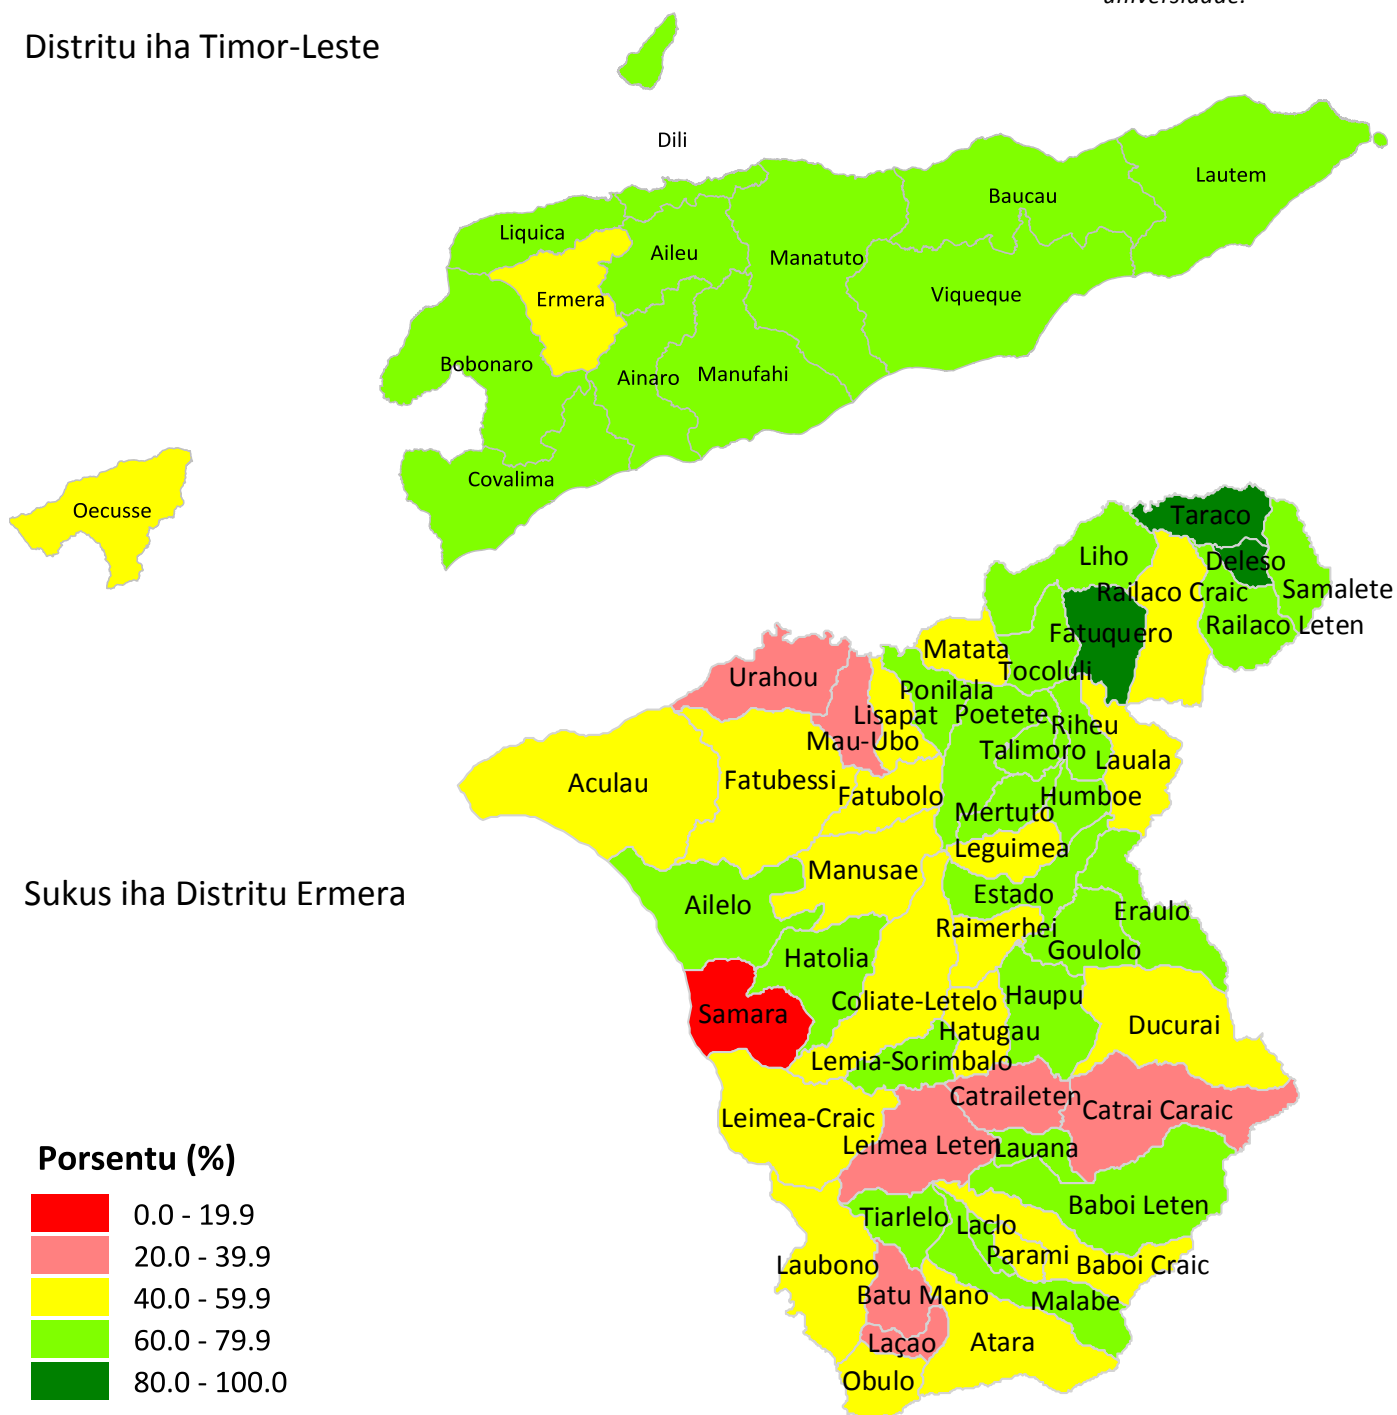 universidade.
Distritu iha Timor-Leste
Dili
Lautem
Baucau
Liquica
Aileu
Manatuto
Viqueque
Ermera
Bobonaro
Ainaro
Manufahi
Covalima
Oecusse
Taraco
Liho
Deleso
Railaco Craic
Samalete
Fatuquero
Railaco Leten
Matata
Tocoluli
Urahou
Ponilala
Lisapat
Poetete
Riheu
Mau-Ubo
Talimoro
Lauala
Aculau
Fatubessi
Fatubolo
Humboe
Mertuto
Leguimea
Manusae
Sukus iha Distritu Ermera
Estado
Ailelo
Eraulo
Raimerhei
Goulolo
Hatolia
Haupu
Coliate-Letelo
Samara
Hatugau
Ducurai
Lemia-Sorimbalo
Catraileten
Catrai Caraic
Leimea-Craic
Leimea Leten
Lauana
Porsentu (%)
Baboi Leten
0.0 - 19.9
Tiarlelo
Laclo
20.0 - 39.9
Parami
Laubono
Baboi Craic
40.0 - 59.9
Batu Mano
Malabe
60.0 - 79.9
Laçao
Atara
80.0 - 100.0
Obulo